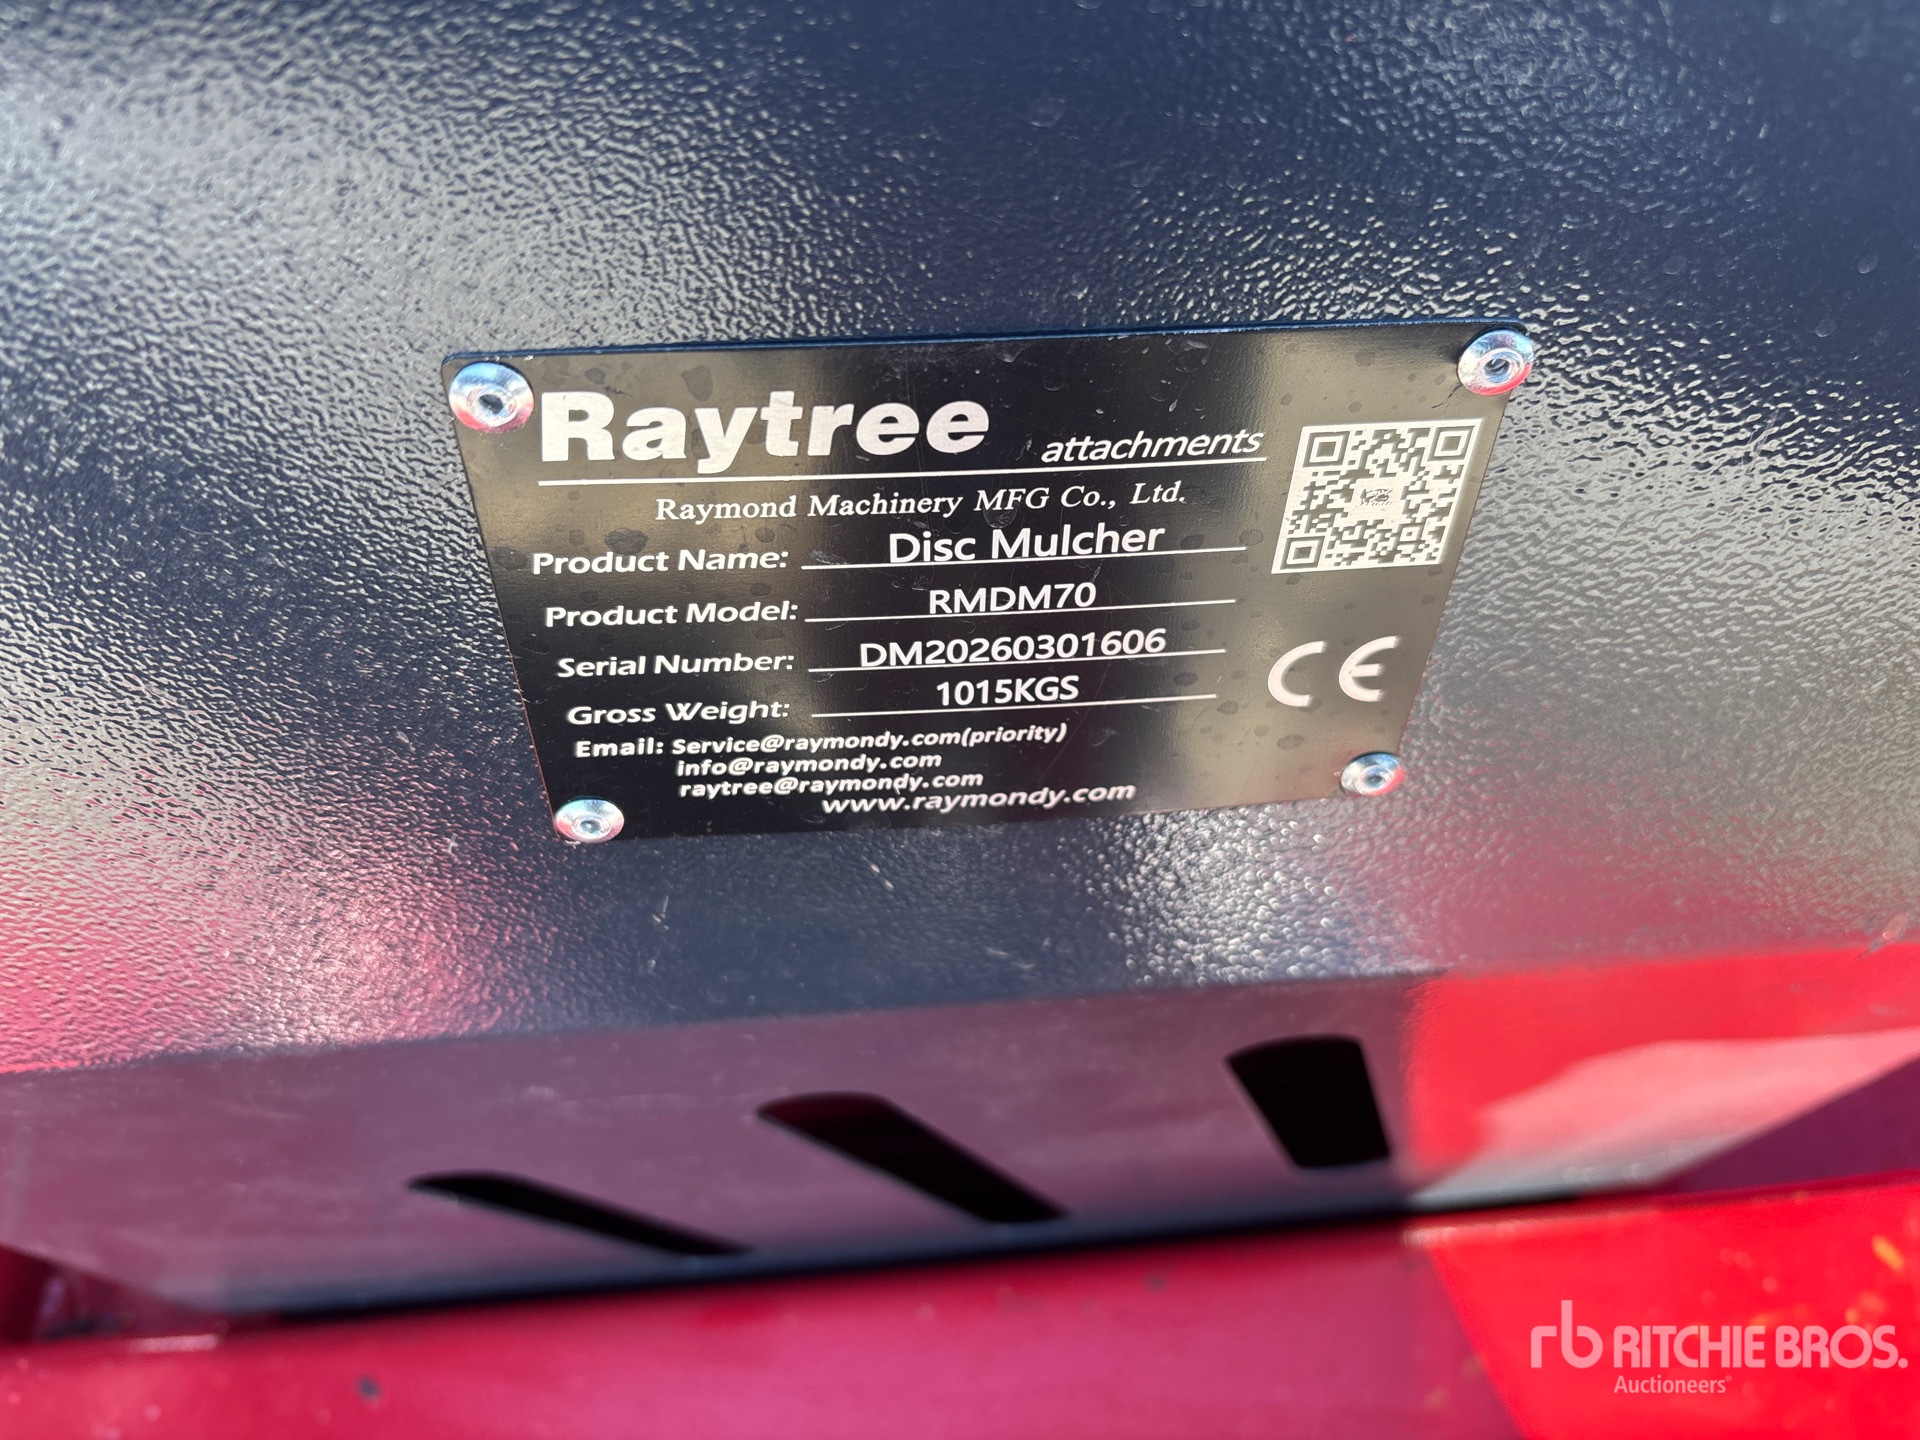 Raytree attachments
Raymond Machinery MFG Co., Ltd.
Product Name: Disc Mulcher
Product Model: RMDM70
Serial Number: DM20260301606
Gross Weight: 1015KGS
Email: Service@raymondy.com(priority)
info@raymondy.com
raytree@raymondy.com
www.raymondy.com
CE
rb RITCHIE BROS.
Auctioneers